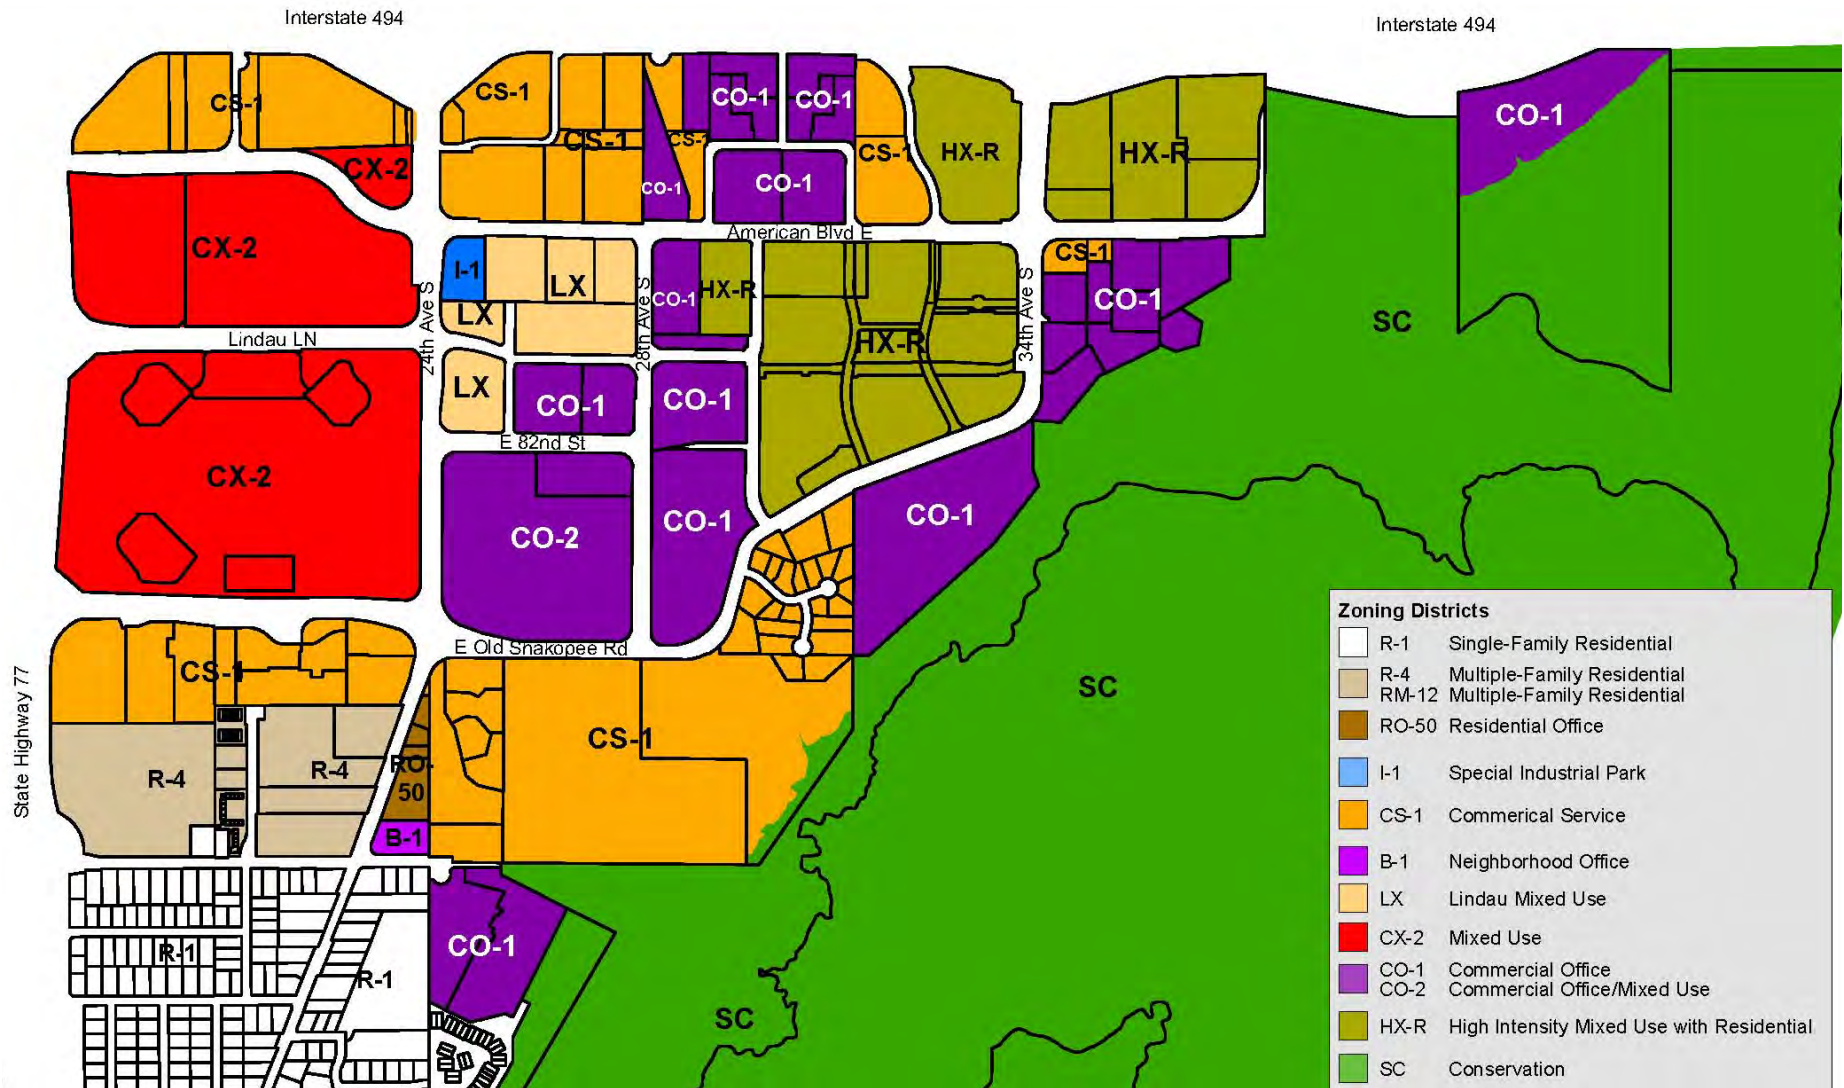 Interstate 494
Interstate 494
CS-1
CS-1
CO-1
CO-1
CO-1
CX-2
CS-1
CS-1
CS-1
HX-R
HX-R
CO-1
CO-1
American Blvd E
CX-2
I-1
LX
CO-1
HX-R
CS-1
CO-1
LX
24th Ave S
28th Ave S
34th Ave S
SC
Lindau LN
HX-R
LX
CO-1
CO-1
E 82nd St
CX-2
CO-2
CO-1
CO-1
E Old Shakopee Rd
State Highway 77
CS-1
SC
CS-1
R-4
R-4
RO-
50
B-1
R-1
R-1
CO-1
SC
Zoning Districts
R-1 Single-Family Residential
R-4 Multiple-Family Residential
RM-12 Multiple-Family Residential
RO-50 Residential Office
I-1 Special Industrial Park
CS-1 Commerical Service
B-1 Neighborhood Office
LX Lindau Mixed Use
CX-2 Mixed Use
CO-1 Commercial Office
CO-2 Commercial Office/Mixed Use
HX-R High Intensity Mixed Use with Residential
SC Conservation